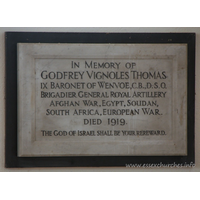 IN MEMORY OF
GODFREY VIGNOLES THOMAS.
IX BARONET OF WENVOE, C.B., D.S.O.
BRIGADIER GENERAL ROYAL ARTILLERY
AFGHAN WAR, EGYPT, SOUDAN,
SOUTH AFRICA, EUROPEAN WAR.
DIED 1919.
THE GOD OF ISRAEL SHALL BE YOUR REREWARD.
www.essexchurches.info